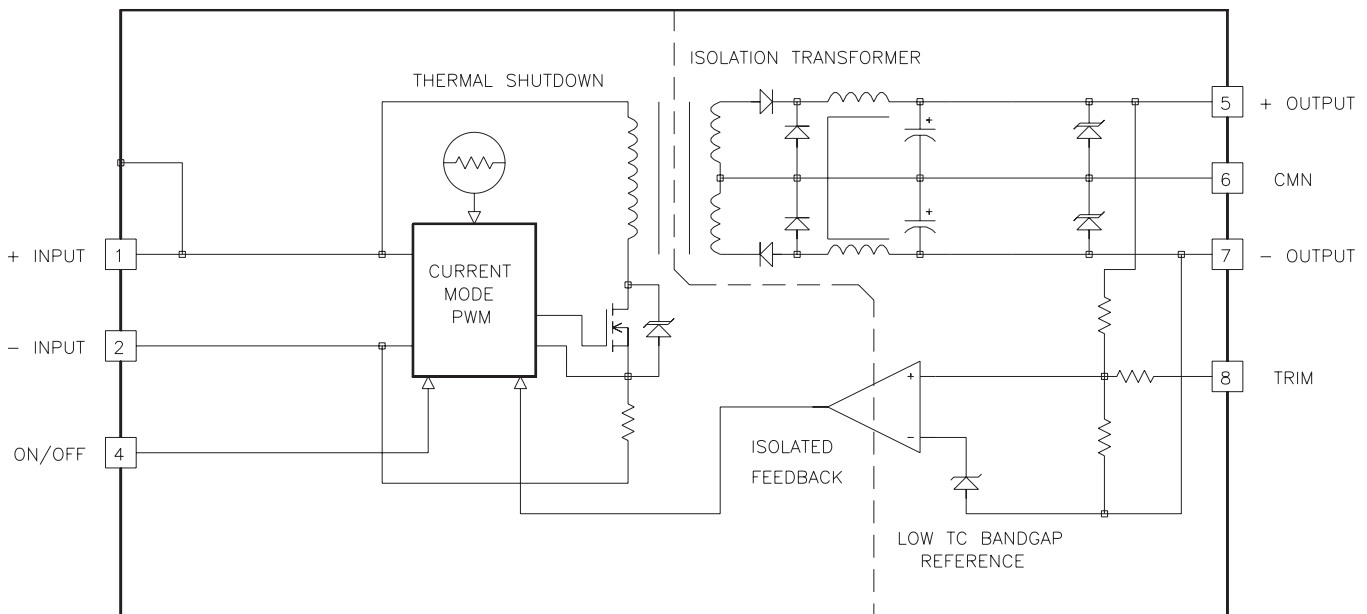 ISOLATION TRANSFORMER
THERMAL SHUTDOWN
5 + OUTPUT
+
6 CMN
+
+ INPUT 1
7 - OUTPUT
CURRENT
MODE
PWM
- INPUT 2
+
8 TRIM
-
ON/OFF 4
ISOLATED
FEEDBACK
LOW TC BANDGAP
REFERENCE